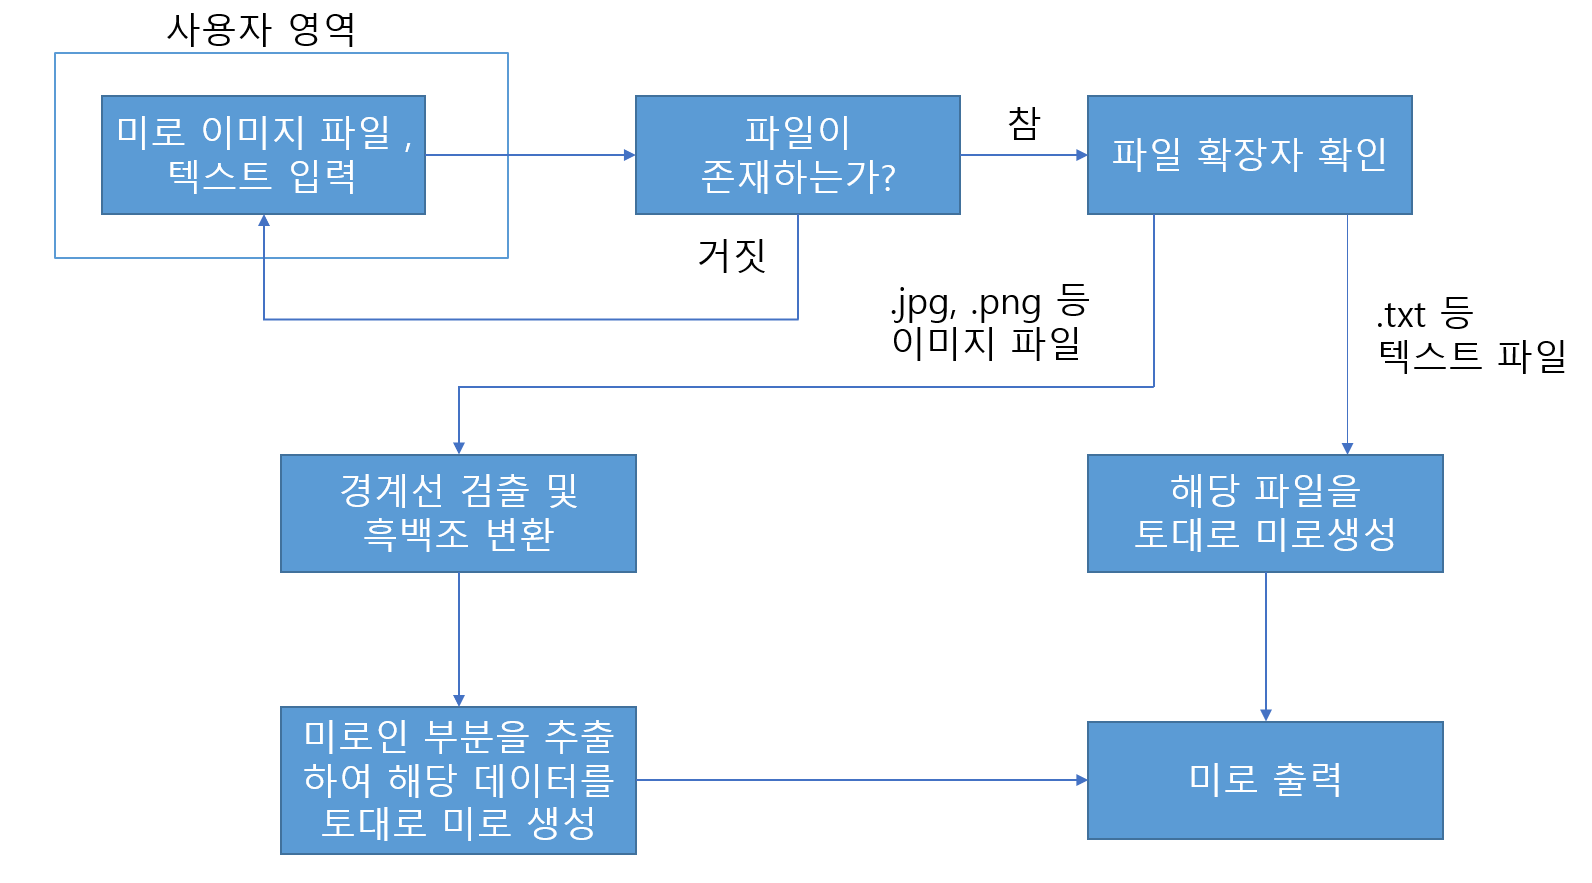 사용자 영역
미로 이미지 파일 ,
텍스트 입력
파일이
존재하는가?
참
파일 확장자 확인
거짓
.jpg, .png 등
이미지 파일
.txt 등
텍스트 파일
경계선 검출 및
흑백조 변환
해당 파일을
토대로 미로생성
미로인 부분을 추출
하여 해당 데이터를
토대로 미로 생성
미로 출력